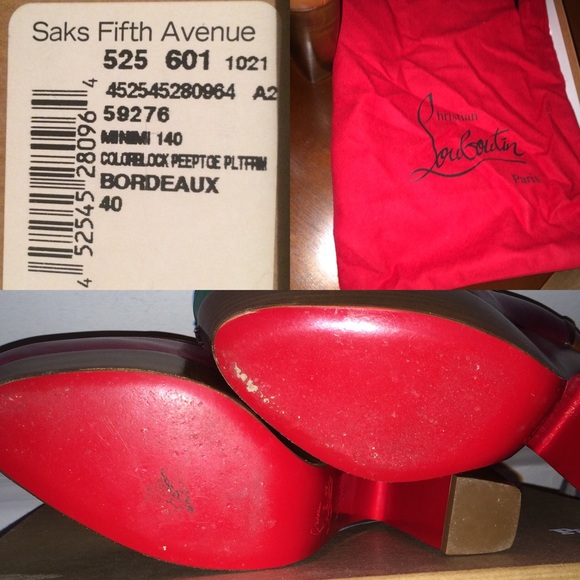 Saks Fifth Avenue
525 601 1021
452545280964 A2
59276
MINIMI 140
COLORBLOCK PEEPTOE PLTFRM
BORDEAUX
40
4 52545 28096 4
Christian
Louboutin
Paris